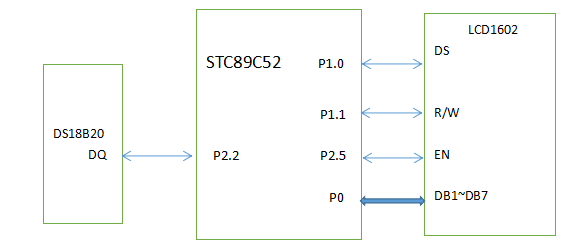 LCD1602
STC89C52
P1.0
DS
P1.1
R/W
DS18B20
DQ
P2.2
P2.5
EN
P0
DB1~DB7